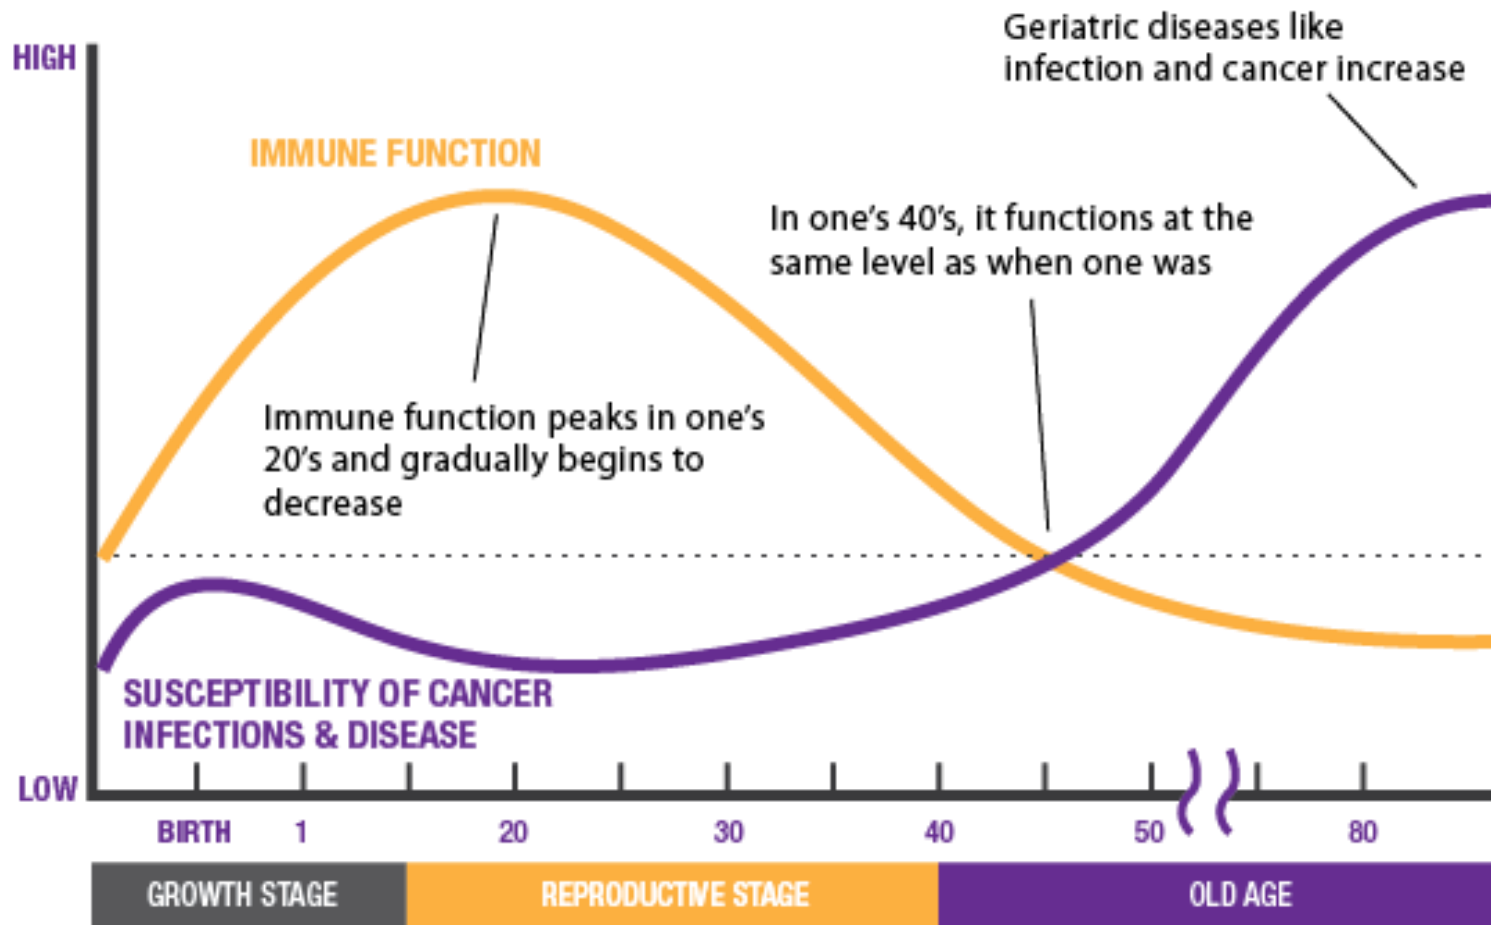 Geriatric diseases like
infection and cancer increase
HIGH
IMMUNE FUNCTION
In one's 40's, it functions at the
same level as when one was
Immune function peaks in one's
20's and gradually begins to
decrease
SUSCEPTIBILITY OF CANCER
INFECTIONS & DISEASE
LOW
BIRTH 1 20 30 40 50 80
GROWTH STAGE REPRODUCTIVE STAGE OLD AGE